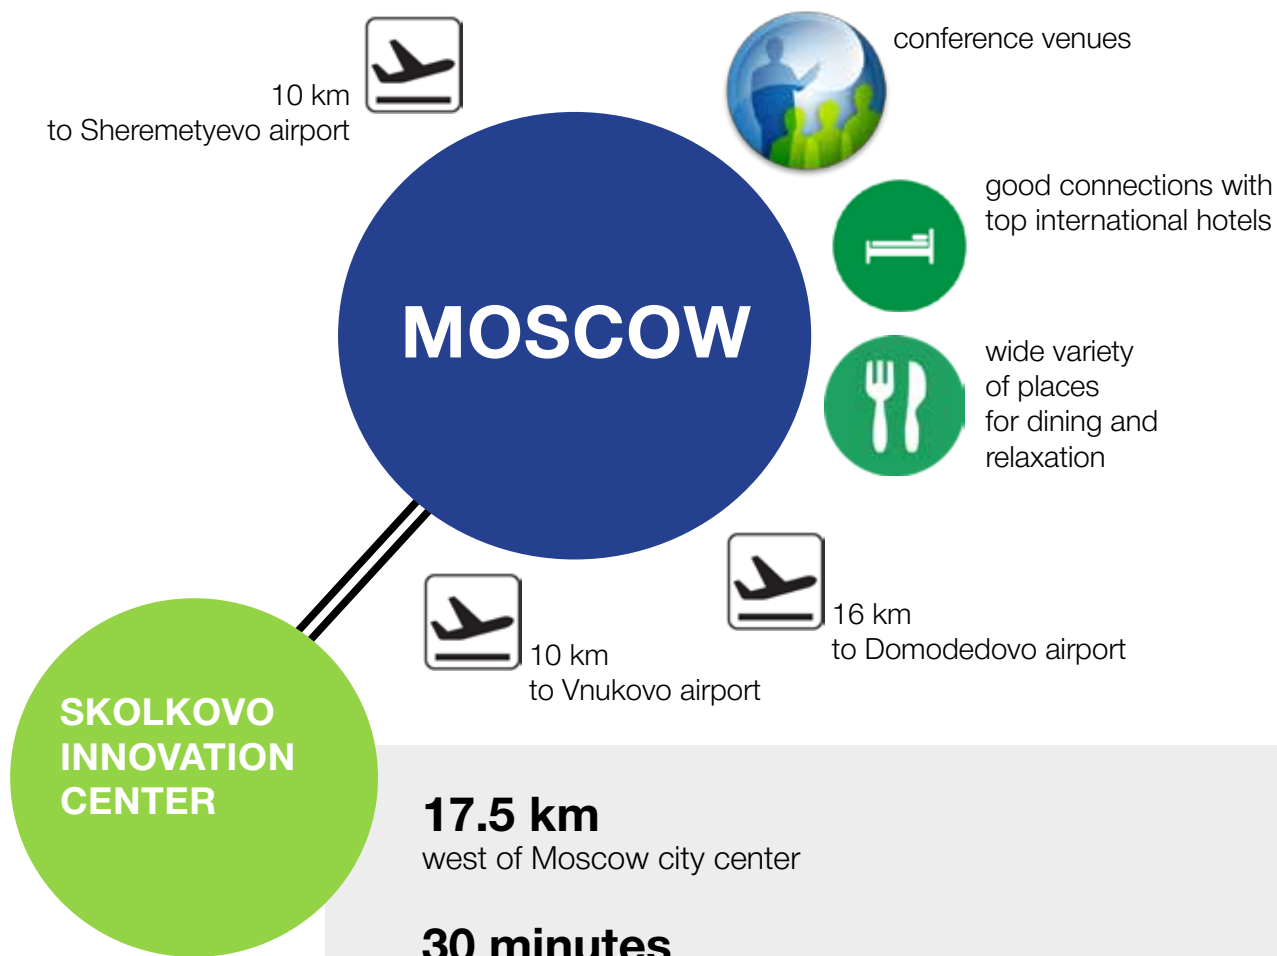 conference venues
10 km
to Sheremetyevo airport
good connections with
top international hotels
MOSCOW
wide variety
of places
for dining and
relaxation
16 km
to Domodedovo airport
10 km
to Vnukovo airport
SKOLKOVO
INNOVATION
CENTER
17.5 km
west of Moscow city center
30 minutes